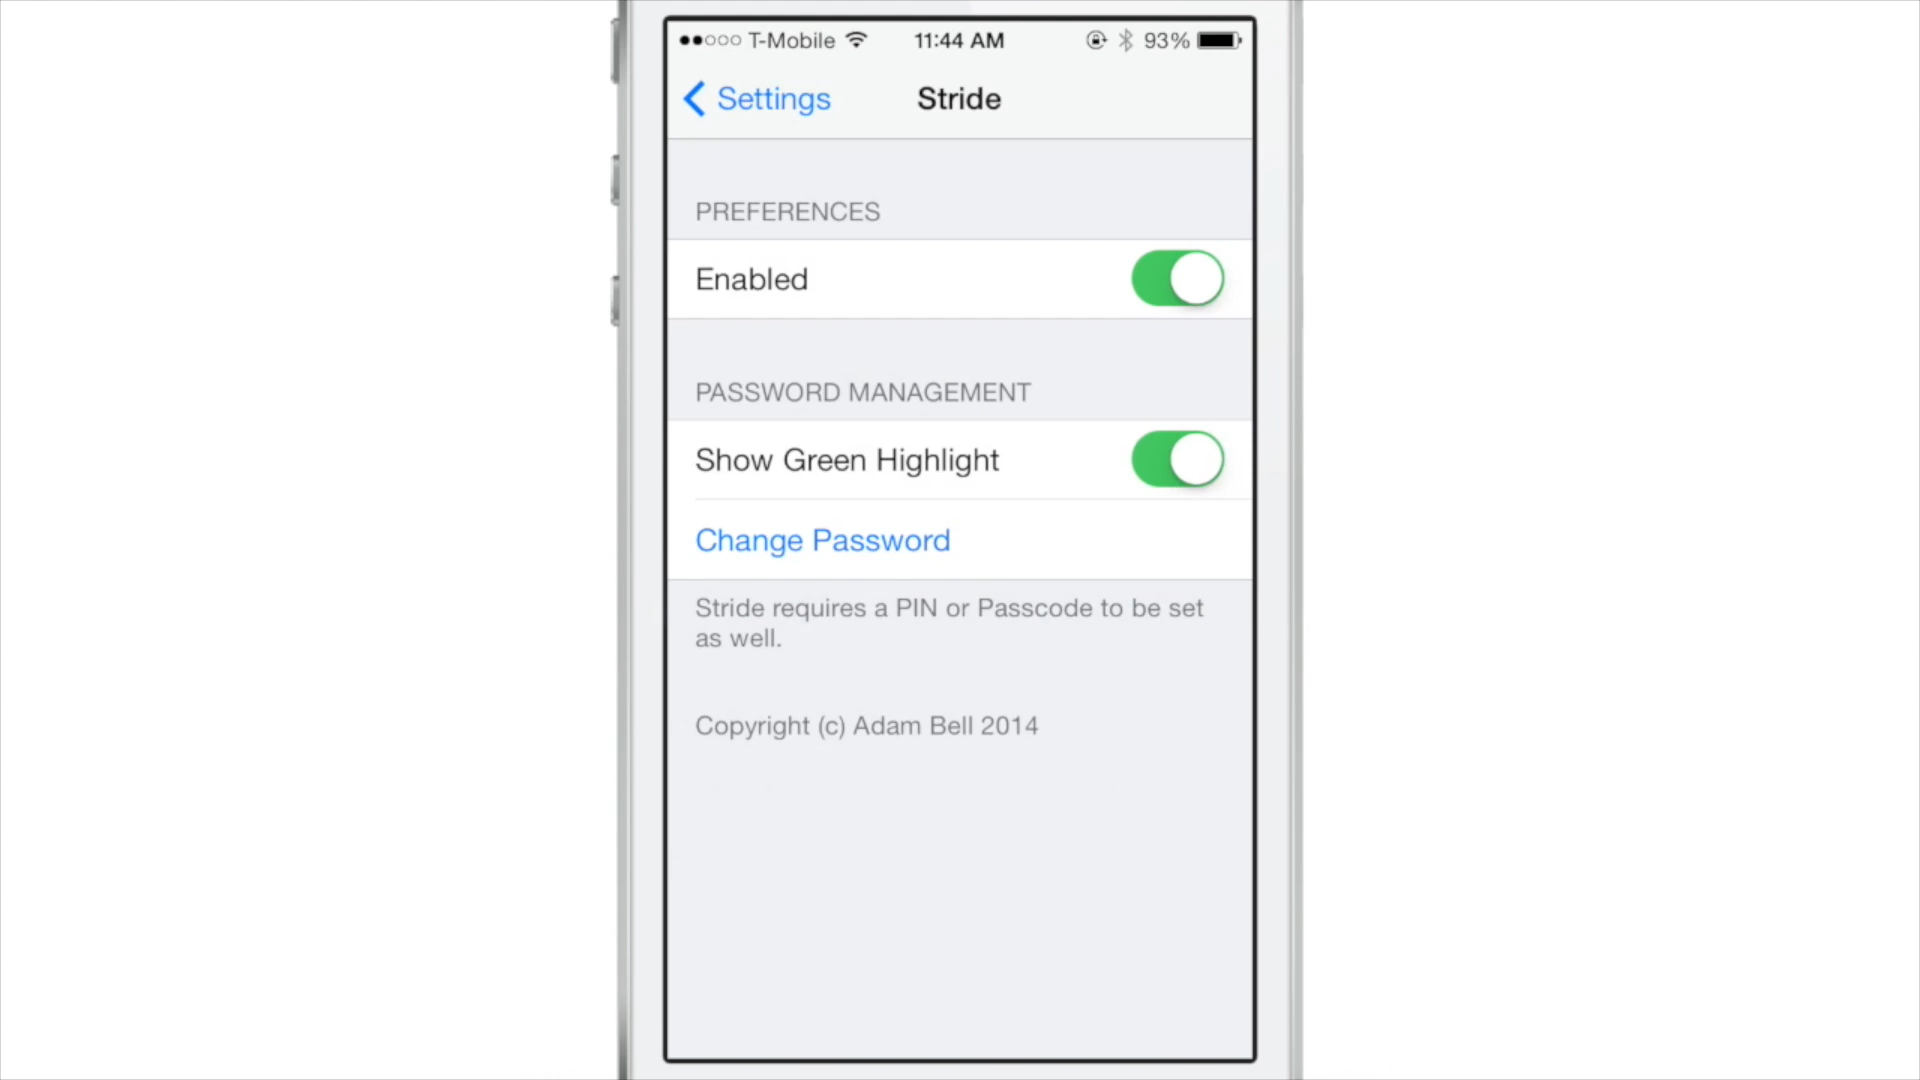 T-Mobile 11:44 AM 93%
Settings Stride
PREFERENCES
Enabled
PASSWORD MANAGEMENT
Show Green Highlight
Change Password
Stride requires a PIN or Passcode to be set
as well.
Copyright (c) Adam Bell 2014